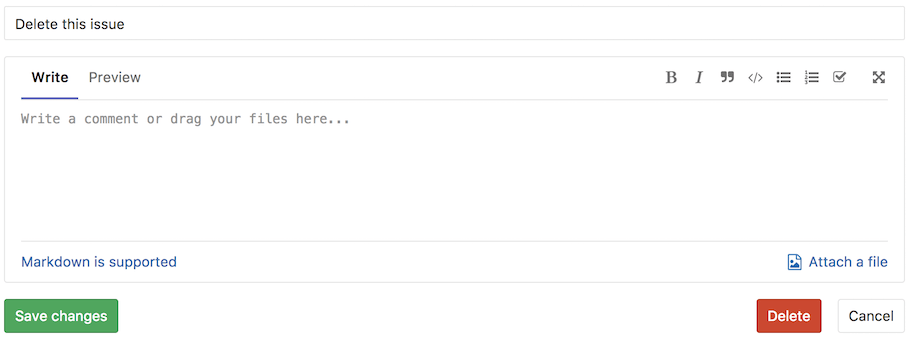 Delete this issue
Write Preview B I
Write a comment or drag your files here...
Markdown is supported Attach a file
Save changes Delete Cancel